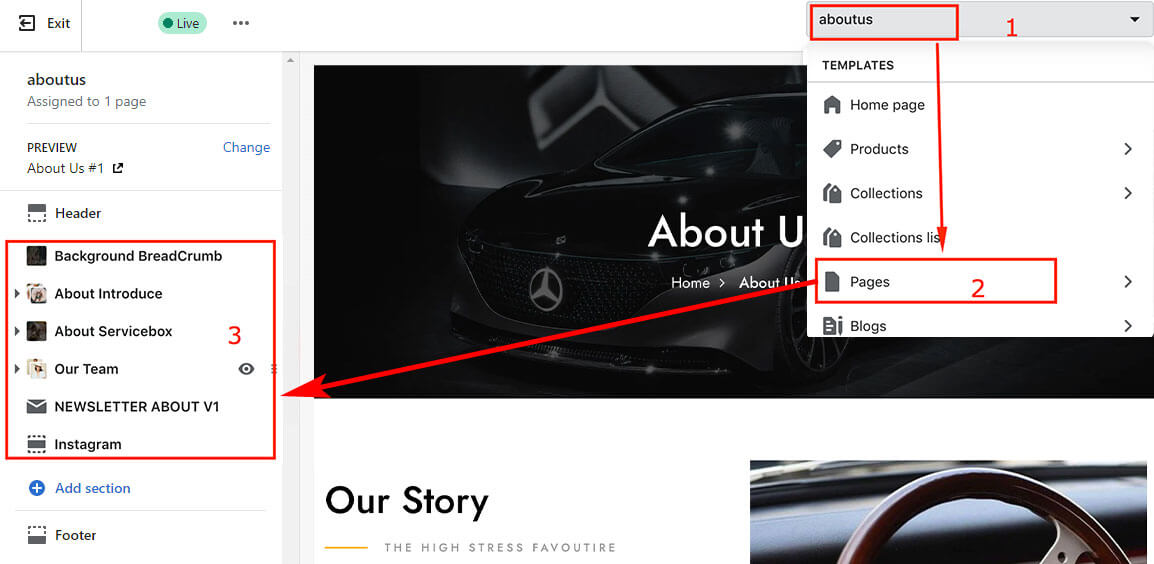 Exit
Live
aboutus
1
aboutus
Assigned to 1 page
PREVIEW
Change
About Us #1
Header
Background BreadCrumb
About Introduce
About Servicebox
3
Our Team
NEWSLETTER ABOUT V1
Instagram
Add section
Footer
TEMPLATES
Home page
Products
Collections
Collections lis
Pages
2
Blogs
About U
Home > About Us
Our Story
THE HIGH STRESS FAVOUTIRE